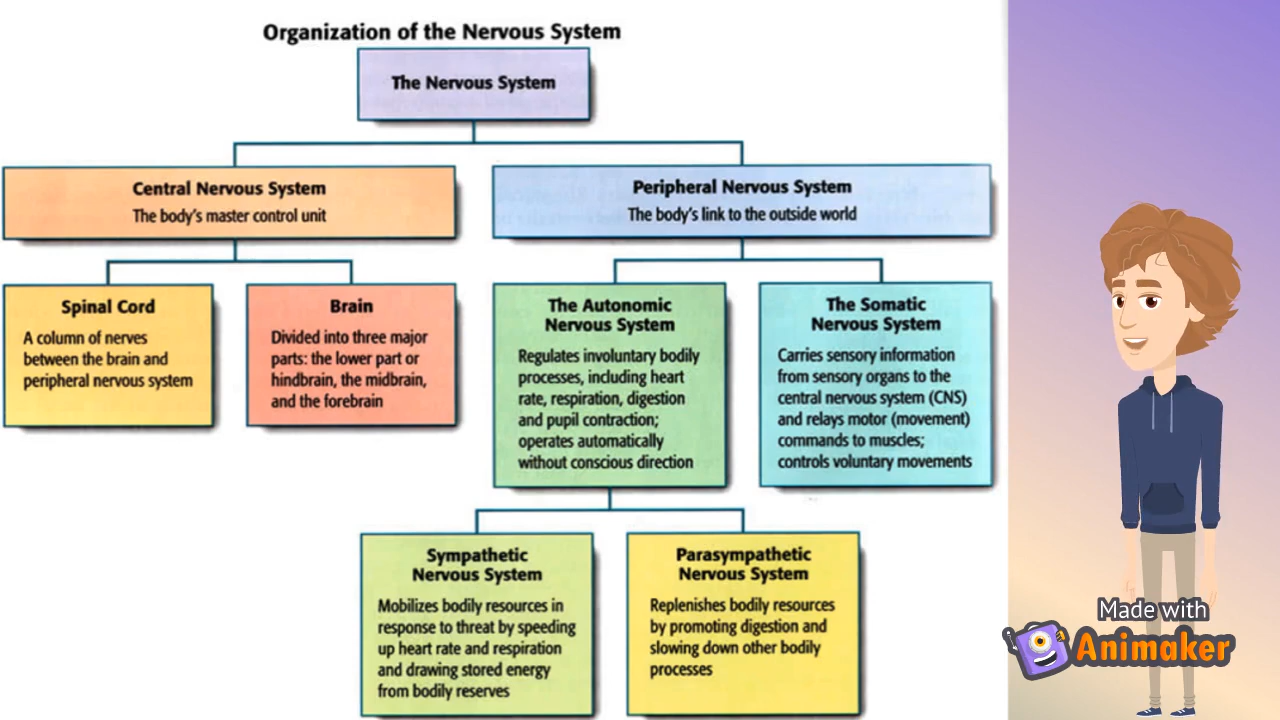 Organization of the Nervous System
The Nervous System
Central Nervous System
The body's master control unit
Peripheral Nervous System
The body's link to the outside world
Spinal Cord
A column of nerves
between the brain and
peripheral nervous system
Brain
Divided into three major
parts: the lower part or
hindbrain, the midbrain,
and the forebrain
The Autonomic
Nervous System
Regulates involuntary bodily
processes, including heart
rate, respiration, digestion
and pupil contraction;
operates automatically
without conscious direction
The Somatic
Nervous System
Carries sensory information
from sensory organs to the
central nervous system (CNS)
and relays motor (movement)
commands to muscles;
controls voluntary movements
Sympathetic
Nervous System
Mobilizes bodily resources in
response to threat by speeding
up heart rate and respiration
and drawing stored energy
from bodily reserves
Parasympathetic
Nervous System
Replenishes bodily resources
by promoting digestion and
slowing down other bodily
processes
Made with
Animaker